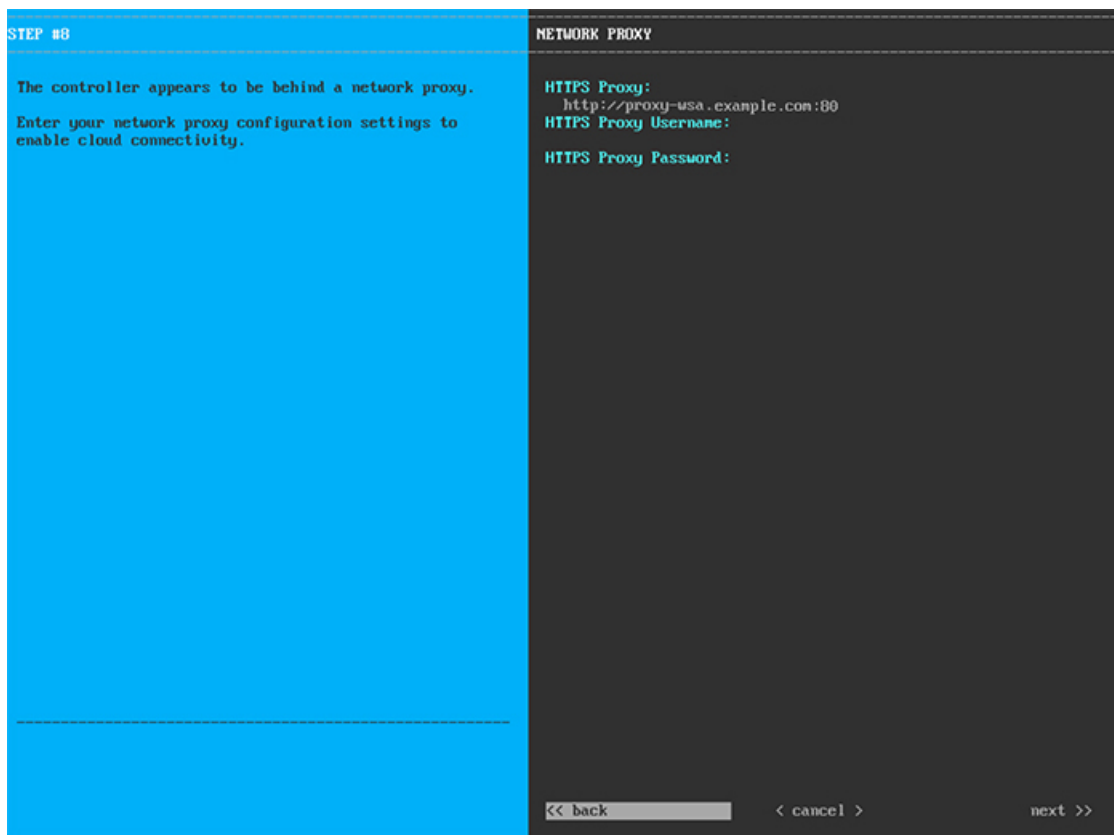 STEP #8
The controller appears to be behind a network proxy.
Enter your network proxy configuration settings to
enable cloud connectivity.
NETWORK PROXY
HTTPS Proxy:
http://proxy-wsa.example.com:80
HTTPS Proxy Username:
HTTPS Proxy Password:
<< back < cancel > next >>